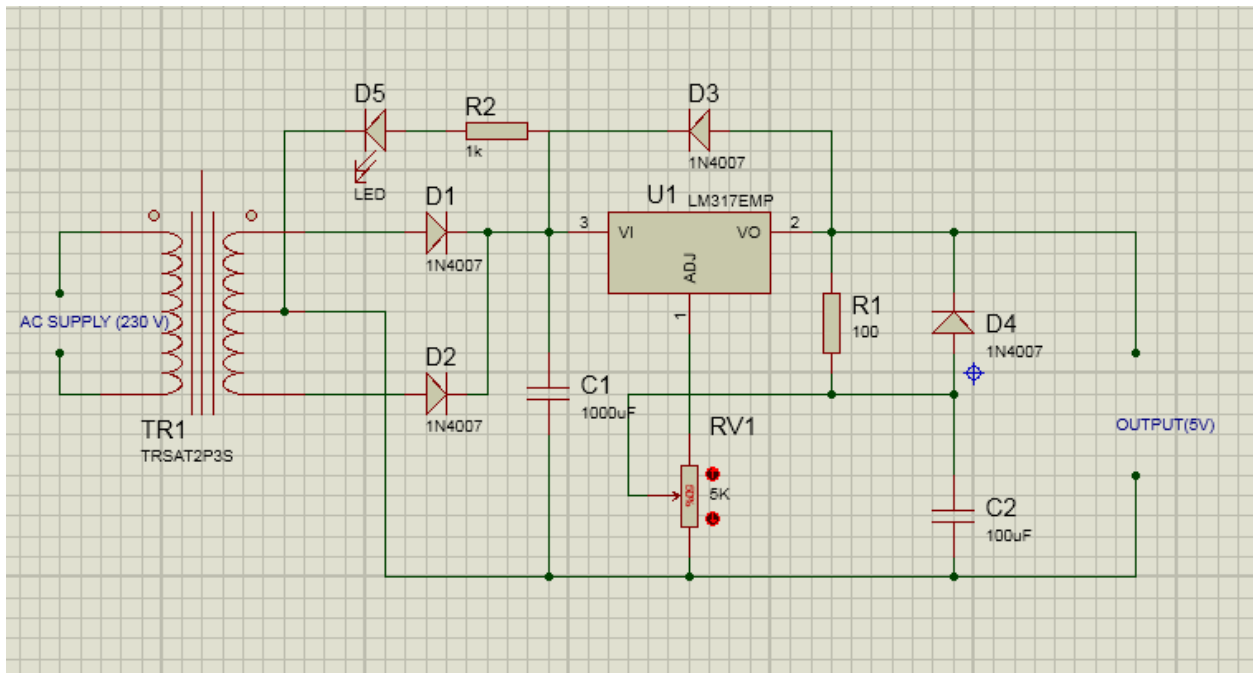 D5
R2
D3
1k
1N4007
LED
D1
U1
LM317EMP
3
VI
VO
2
1N4007
ADJ
1
R1
100
D4
1N4007
AC SUPPLY (230 V)
D2
1N4007
C1
1000uF
TR1
TRSAT2P3S
RV1
50%
5K
OUTPUT(5V)
C2
100uF